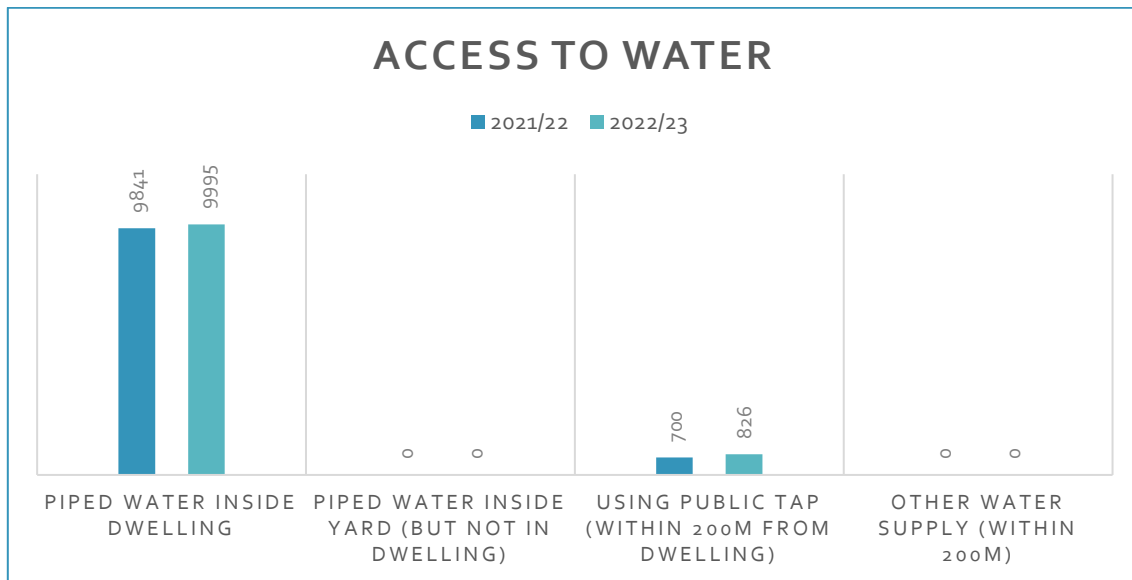 ACCESS TO WATER
2021/22 2022/23
9841 9995 0 0 700 826 0 0
PIPED WATER INSIDE DWELLING
PIPED WATER INSIDE YARD (BUT NOT IN DWELLING)
USING PUBLIC TAP (WITHIN 200M FROM DWELLING)
OTHER WATER SUPPLY (WITHIN 200M)